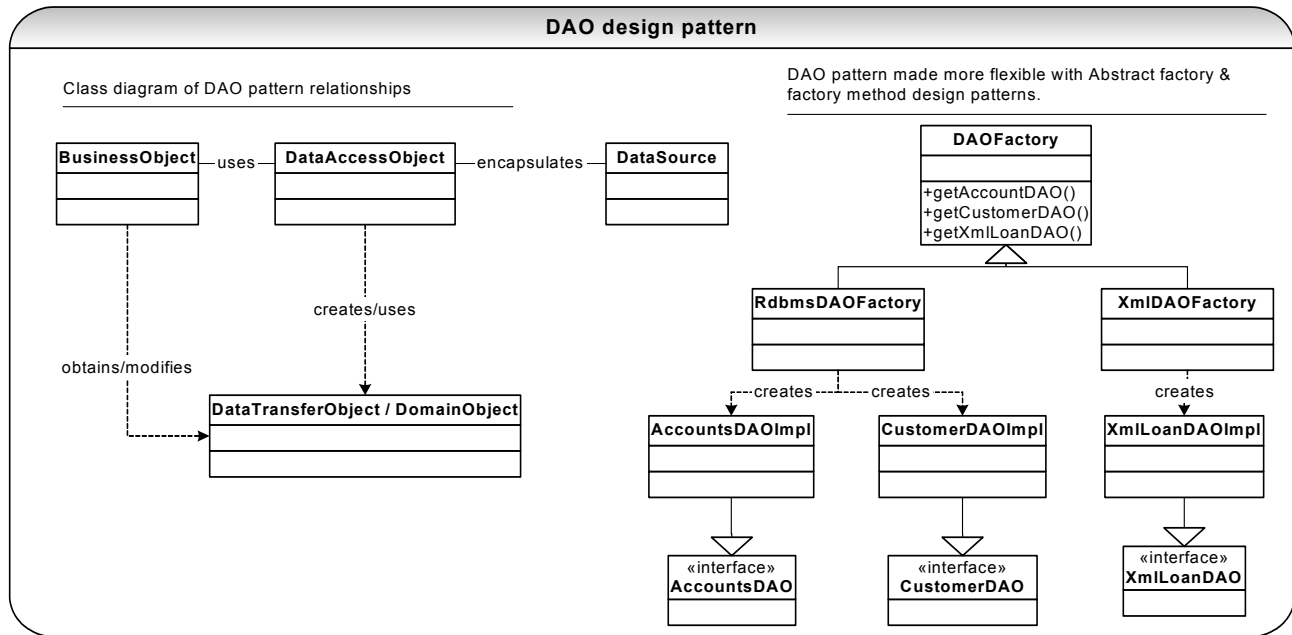 DAO design pattern
Class diagram of DAO pattern relationships
DAO pattern made more flexible with Abstract factory &
factory method design patterns.
BusinessObject
uses
DataAccessObject
encapsulates
DataSource
creates/uses
obtains/modifies
DataTransferObject / DomainObject
DAOFactory
+getAccountDAO()
+getCustomerDAO()
+getXmlLoanDAO()
RdbmsDAOFactory
XmlDAOFactory
creates
creates
creates
AccountsDAOImpl
CustomerDAOImpl
XmlLoanDAOImpl
«interface»
AccountsDAO
«interface»
CustomerDAO
«interface»
XmlLoanDAO